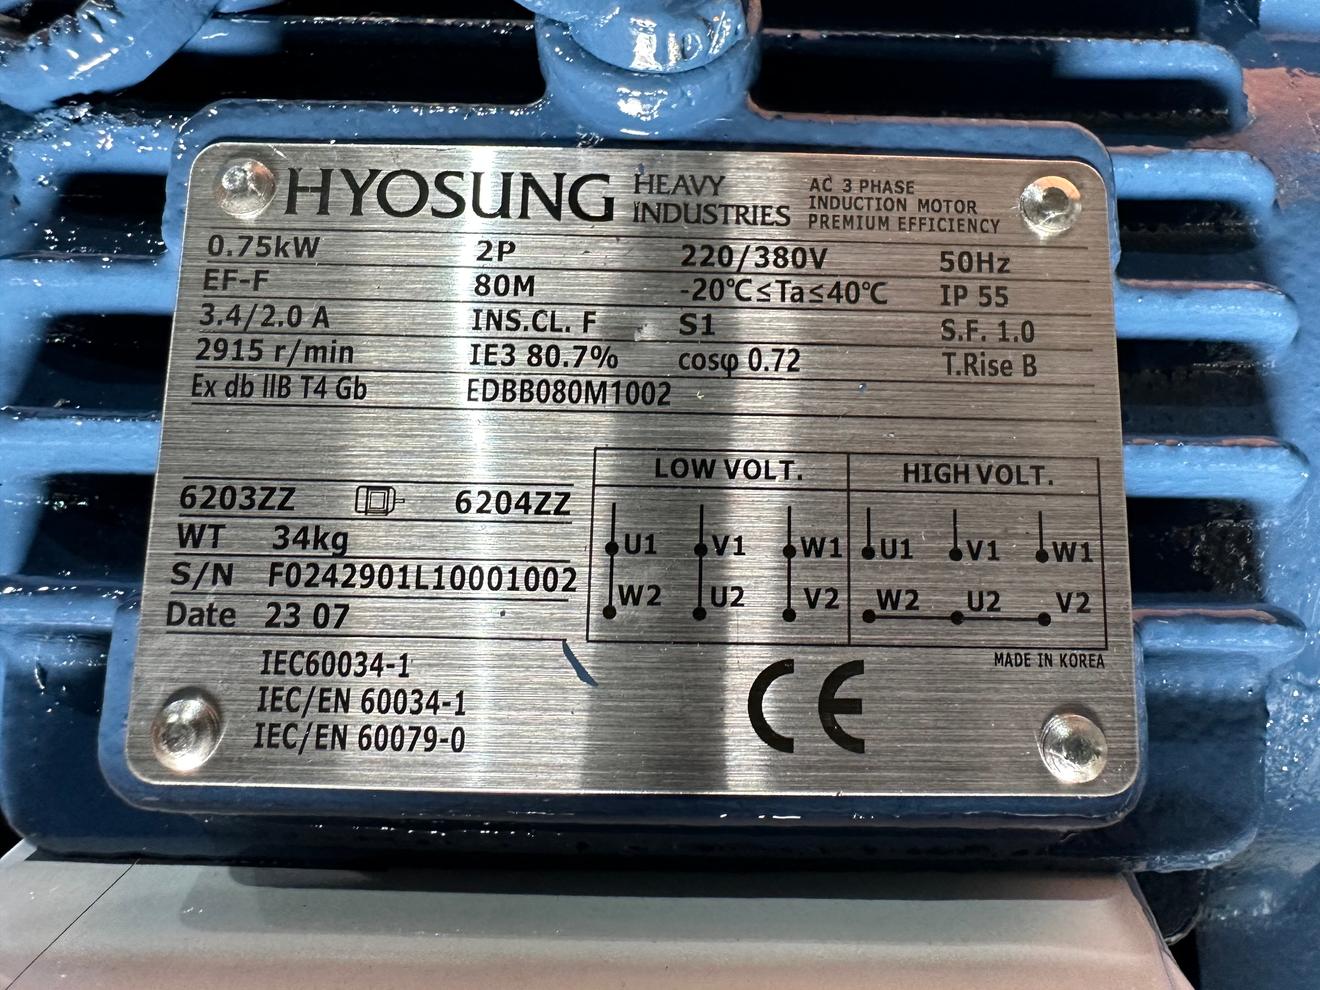 HYOSUNG HEAVY INDUSTRIES
AC 3 PHASE
INDUCTION MOTOR
PREMIUM EFFICIENCY
0.75kW 2P 220/380V 50Hz
EF-F 80M -20℃≤Ta≤40℃ IP 55
3.4/2.0 A INS.CL. F S1 S.F. 1.0
2915 r/min IE3 80.7% cosφ 0.72 T.Rise B
Ex db IIB T4 Gb EDBB080M1002
6203ZZ 6204ZZ
WT 34kg
S/N F0242901L10001002
Date 23 07
LOW VOLT. HIGH VOLT.
U1 V1 W1 U1 V1 W1
W2 U2 V2 W2 U2 V2
MADE IN KOREA
IEC60034-1
IEC/EN 60034-1
IEC/EN 60079-0
CE